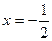 x = -1/2